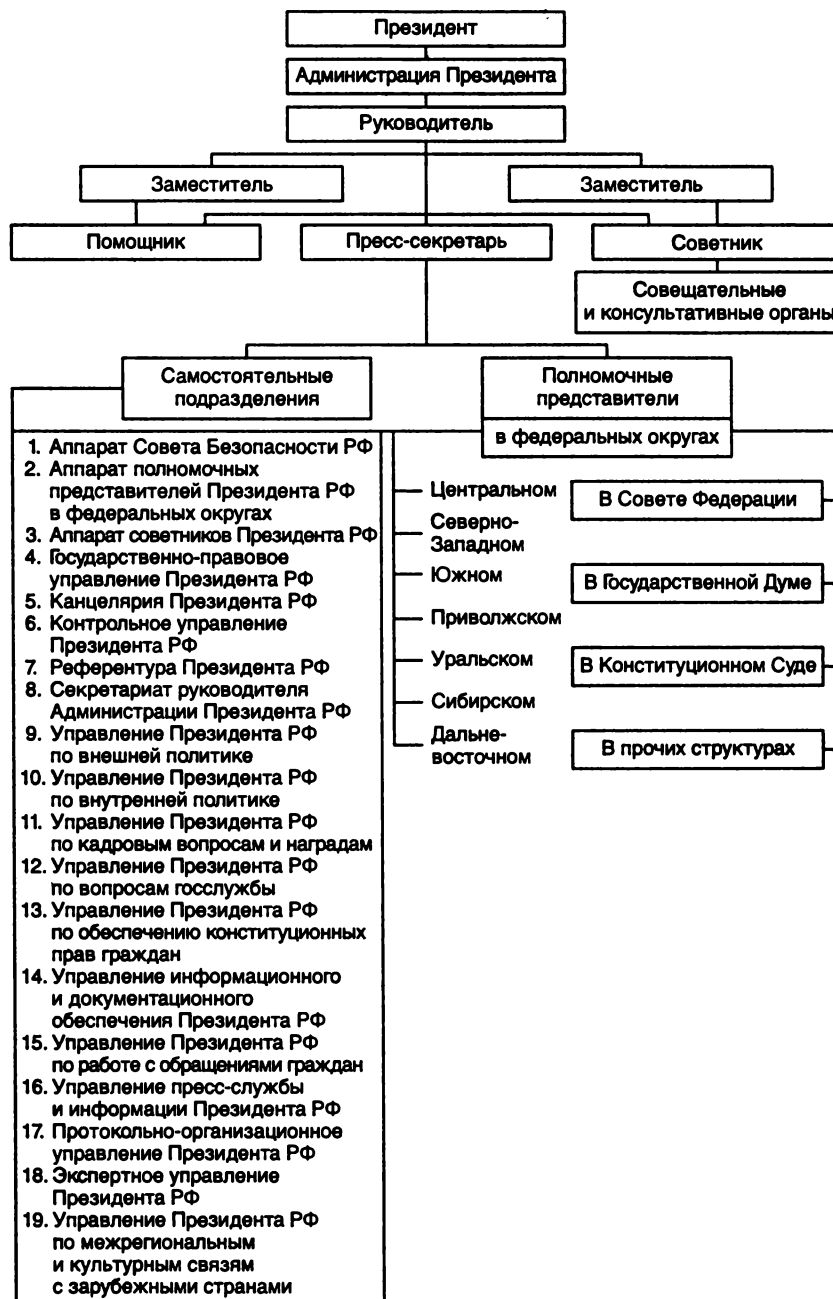 Президент
Администрация Президента
Руководитель
Заместитель
Заместитель
Помощник
Пресс-секретарь
Советник
Совещательные
и консультативные органы
Самостоятельные
подразделения
Полномочные
представители
в федеральных округах
1. Аппарат Совета Безопасности РФ
2. Аппарат полномочных
представителей Президента РФ
в федеральных округах
3. Аппарат советников Президента РФ
4. Государственно-правовое
управление Президента РФ
5. Канцелярия Президента РФ
6. Контрольное управление
Президента РФ
7. Референтура Президента РФ
8. Секретариат руководителя
Администрации Президента РФ
9. Управление Президента РФ
по внешней политике
10. Управление Президента РФ
по внутренней политике
11. Управление Президента РФ
по кадровым вопросам и наградам
12. Управление Президента РФ
по вопросам госслужбы
13. Управление Президента РФ
по обеспечению конституционных
прав граждан
14. Управление информационного
и документационного
обеспечения Президента РФ
15. Управление Президента РФ
по работе с обращениями граждан
16. Управление пресс-службы
и информации Президента РФ
17. Протокольно-организационное
управление Президента РФ
18. Экспертное управление
Президента РФ
19. Управление Президента РФ
по межрегиональным
и культурным связям
с зарубежными странами
Центральном
Северно-
Западном
Южном
Приволжском
Уральском
Сибирском
Дальне-
восточном
В Совете Федерации
В Государственной Думе
В Конституционном Суде
В прочих структурах